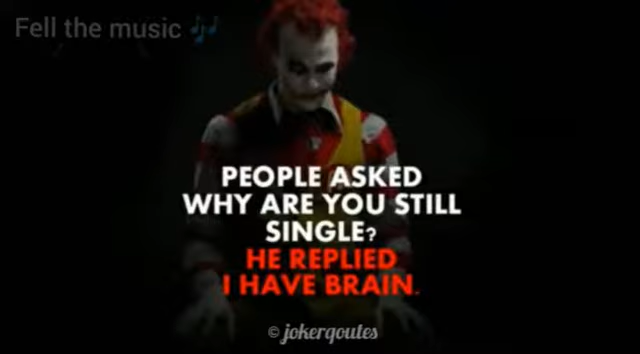 Fell the music 🎶
PEOPLE ASKED
WHY ARE YOU STILL
SINGLE?
HE REPLIED
I HAVE BRAIN.
© jokerqoutes